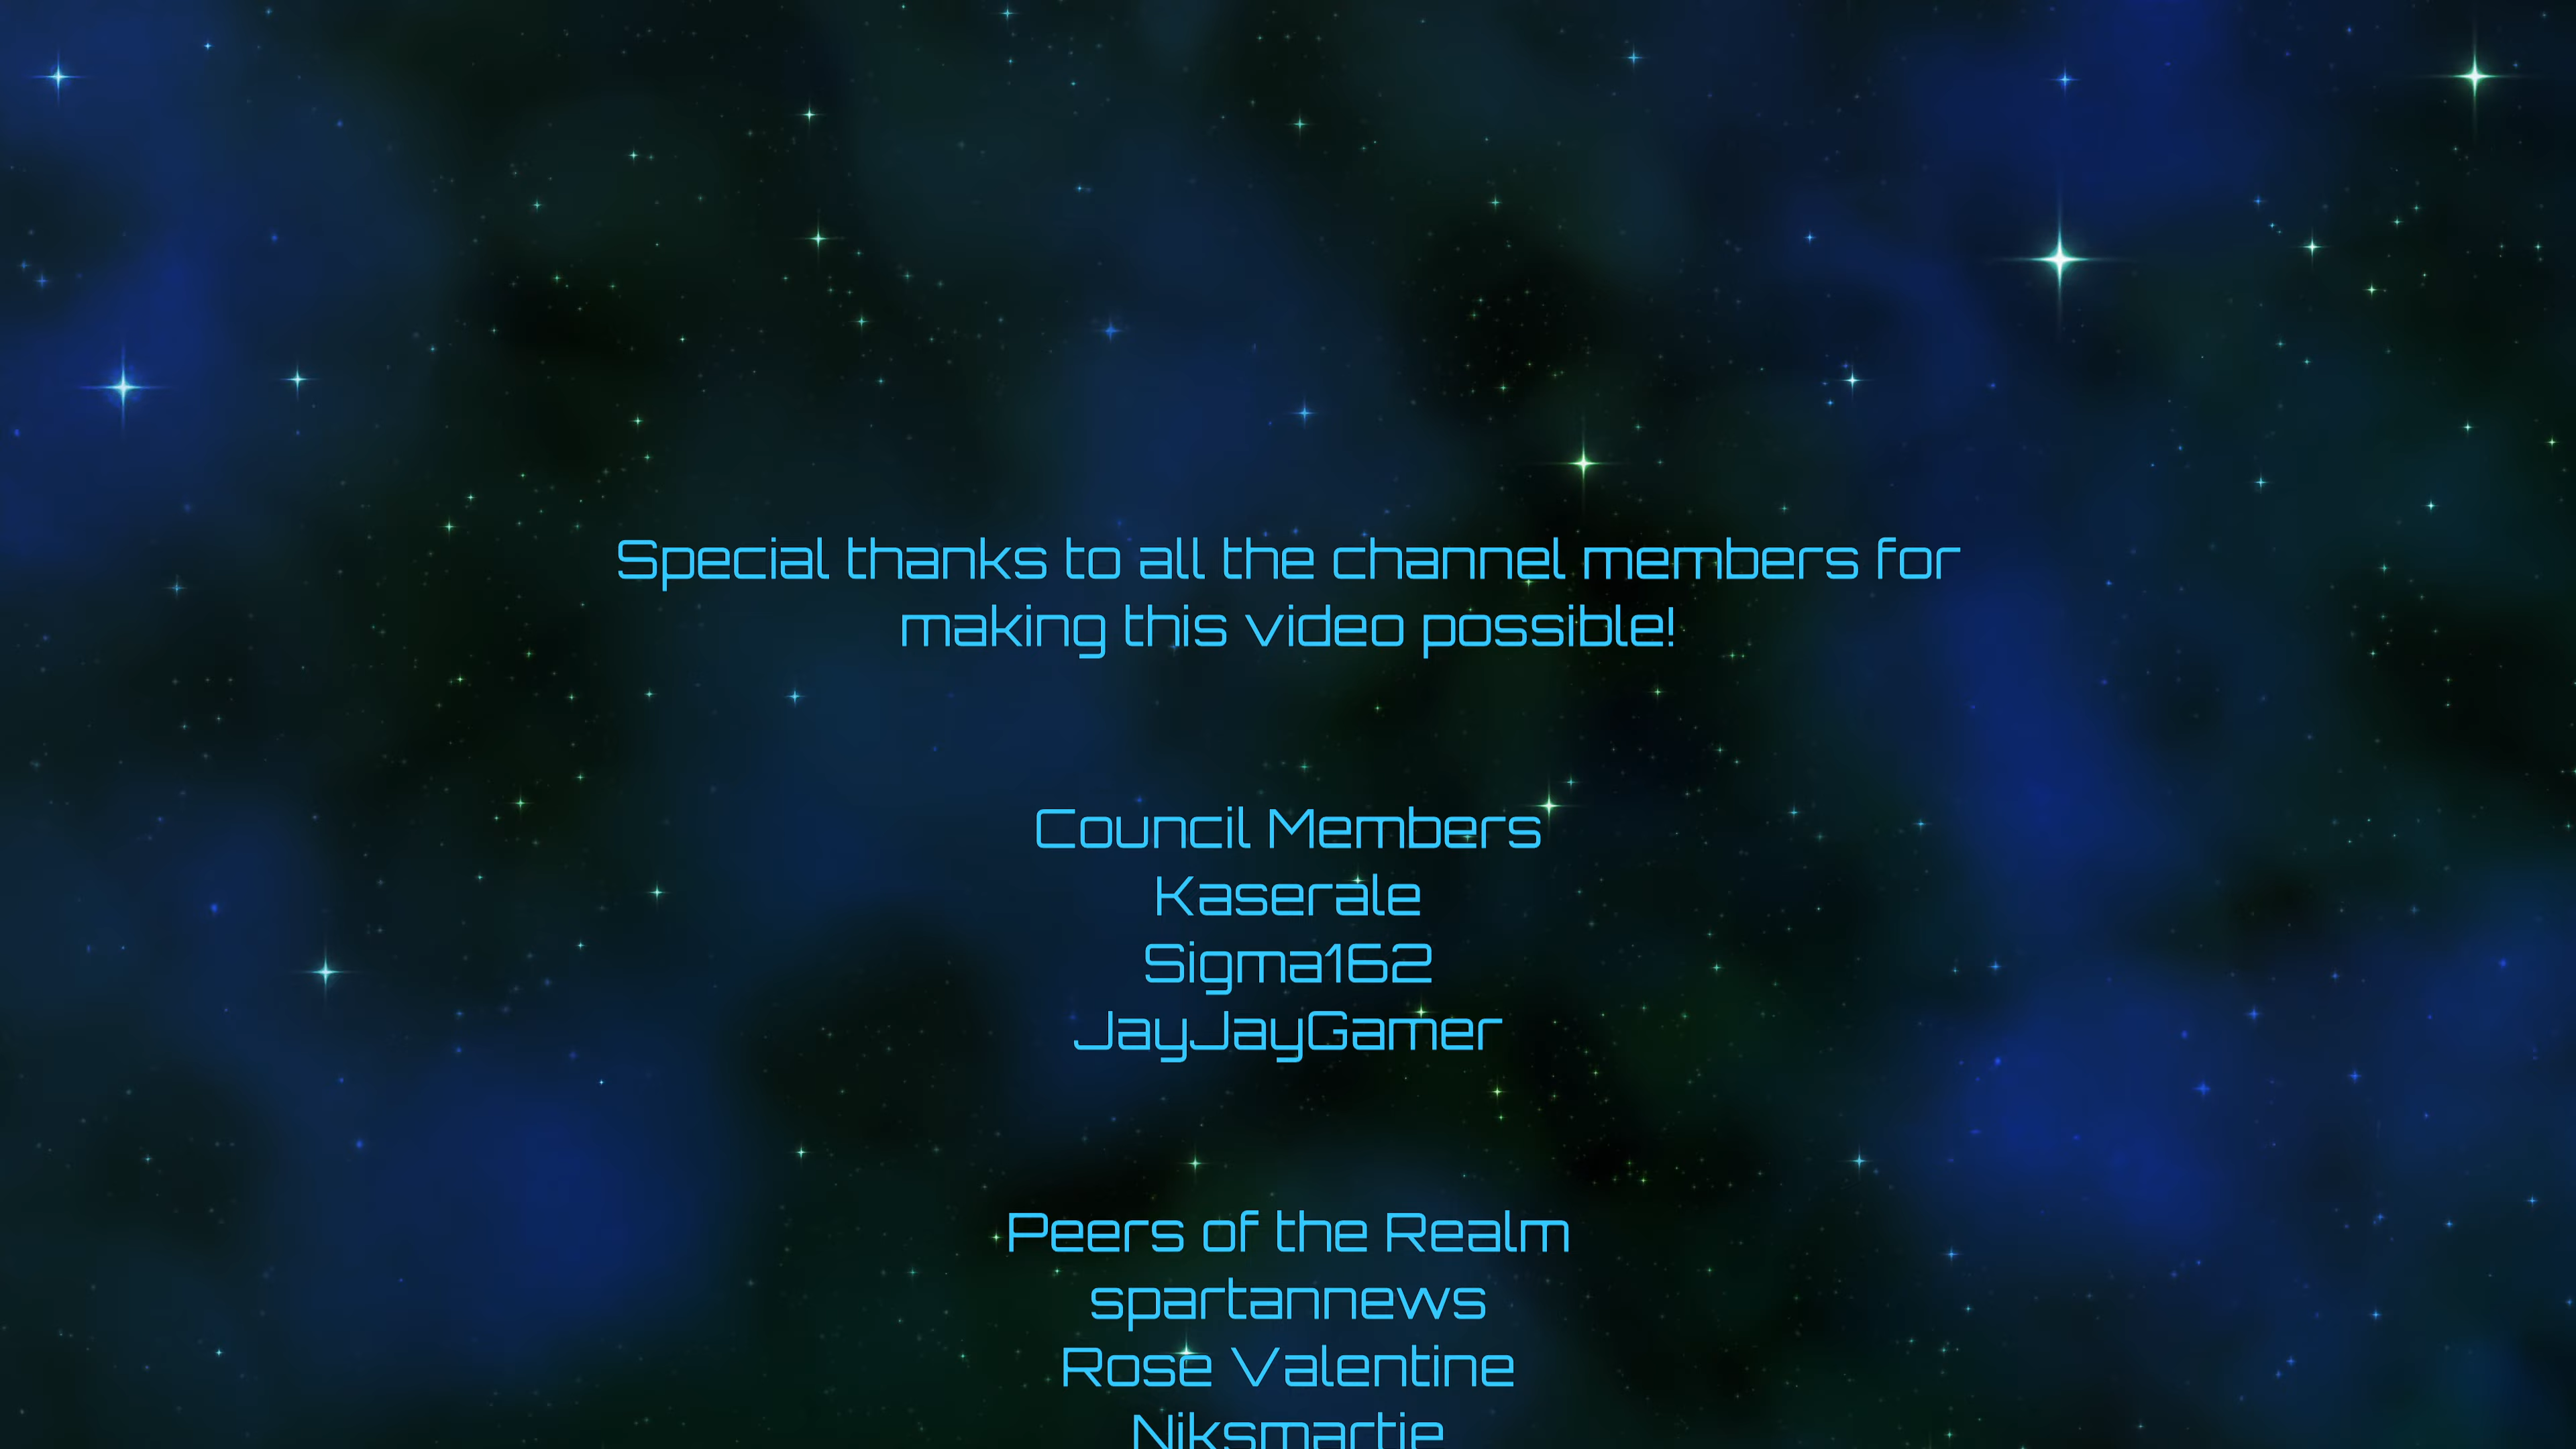 Special thanks to all the channel members for
making this video possible!
Council Members
Kaserale
Sigma162
JayJayGamer
Peers of the Realm
spartannews
Rose Valentine
Niksmartie